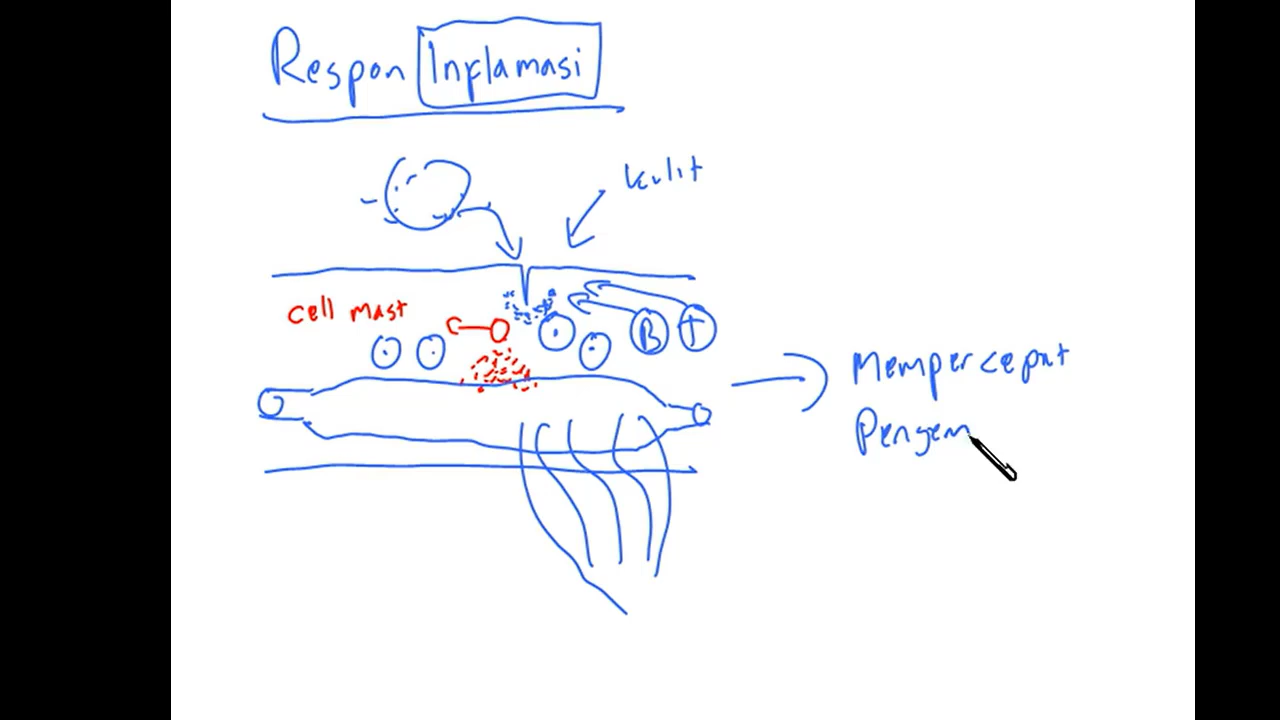 Respon Inflamasi
kulit
cell mast
B T
Mempercepat
Pengem